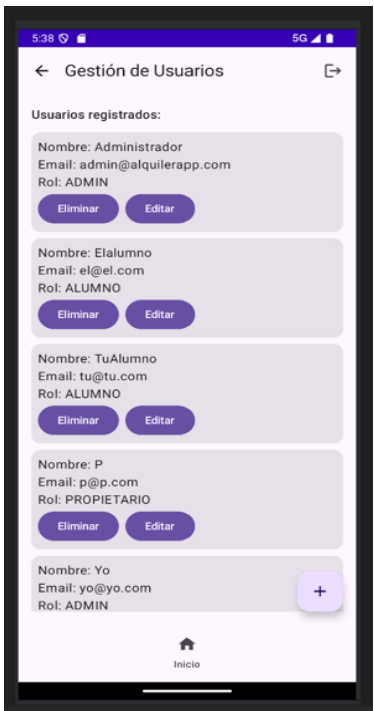 5:38 5G
Gestión de Usuarios
Usuarios registrados:
Nombre: Administrador
Email: admin@alquilerapp.com
Rol: ADMIN
Eliminar Editar
Nombre: Elalumno
Email: el@el.com
Rol: ALUMNO
Eliminar Editar
Nombre: TuAlumno
Email: tu@tu.com
Rol: ALUMNO
Eliminar Editar
Nombre: P
Email: p@p.com
Rol: PROPIETARIO
Eliminar Editar
Nombre: Yo
Email: yo@yo.com
Rol: ADMIN
+
Inicio